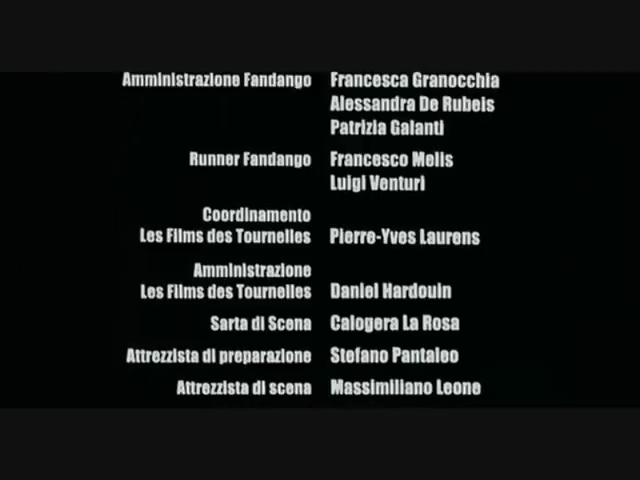 Amministrazione Fandango Francesca Granocchia
Alessandra De Rubeis
Patrizia Galanti
Runner Fandango Francesco Melis
Luigi Venturi
Coordinamento
Les Films des Tournelles Pierre-Yves Laurens
Amministrazione
Les Films des Tournelles Daniel Hardouin
Sarta di Scena Calogera La Rosa
Attrezzista di preparazione Stefano Pantaleo
Attrezzista di scena Massimiliano Leone